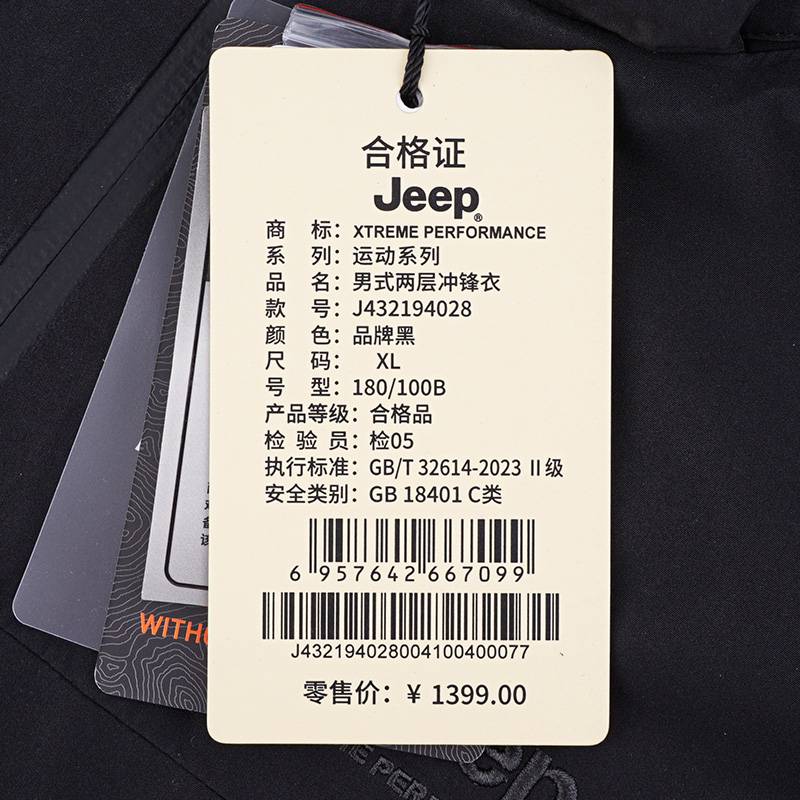 合格证
Jeep®
商 标：XTREME PERFORMANCE
系 列：运动系列
品 名：男式两层冲锋衣
款 号：J432194028
颜 色：品牌黑
尺 码： XL
号 型：180/100B
产品等级：合格品
检 验 员：检05
执行标准：GB/T 32614-2023 II级
安全类别：GB 18401 C类
6 957642 667099
J432194028004100400077
零售价：¥ 1399.00